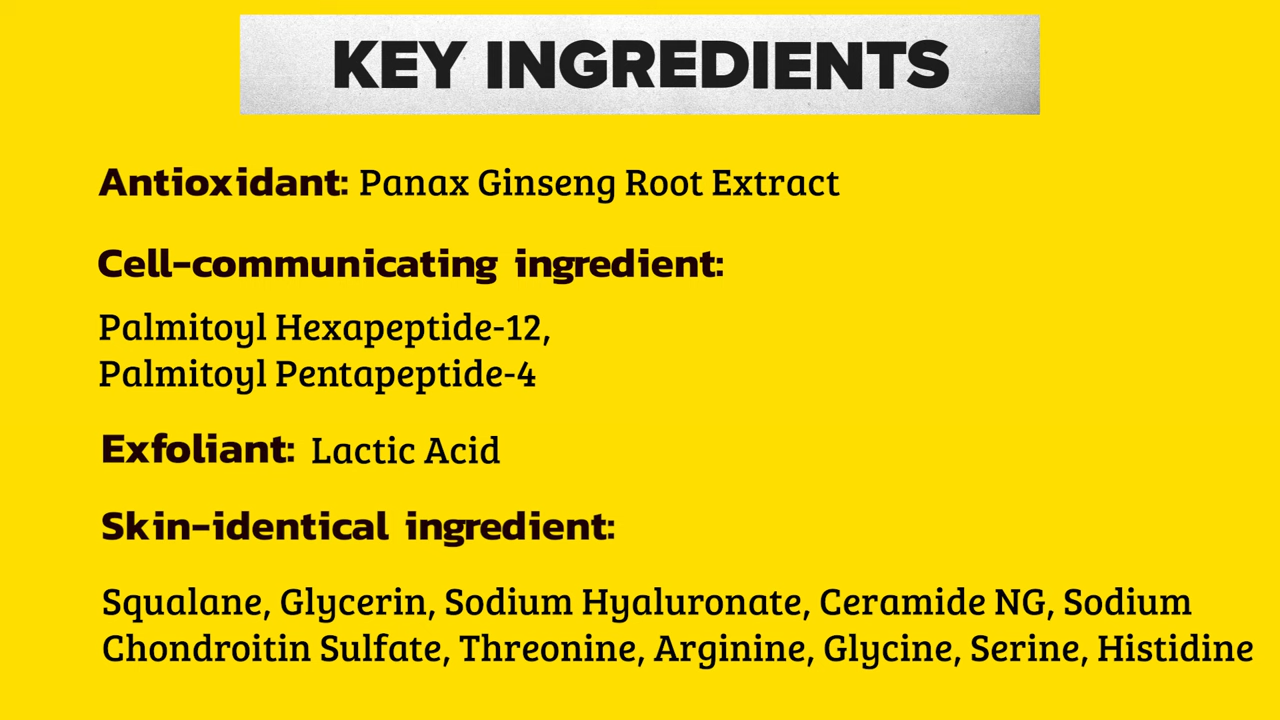 KEY INGREDIENTS
Antioxidant: Panax Ginseng Root Extract
Cell-communicating ingredient:
Palmitoyl Hexapeptide-12,
Palmitoyl Pentapeptide-4
Exfoliant: Lactic Acid
Skin-identical ingredient:
Squalane, Glycerin, Sodium Hyaluronate, Ceramide NG, Sodium
Chondroitin Sulfate, Threonine, Arginine, Glycine, Serine, Histidine